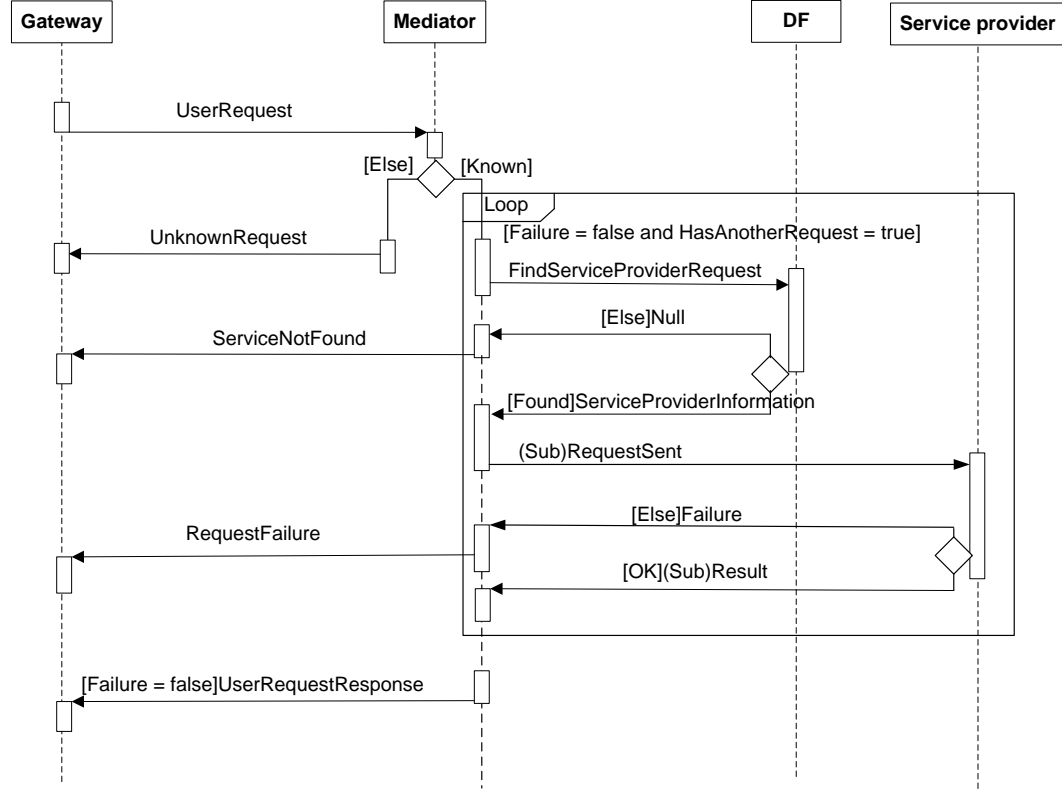 Gateway
Mediator
DF
Service provider
UserRequest
[Else]
[Known]
Loop
UnknownRequest
[Failure = false and HasAnotherRequest = true]
FindServiceProviderRequest
[Else]Null
ServiceNotFound
[Found]ServiceProviderInformation
(Sub)RequestSent
[Else]Failure
RequestFailure
[OK](Sub)Result
[Failure = false]UserRequestResponse